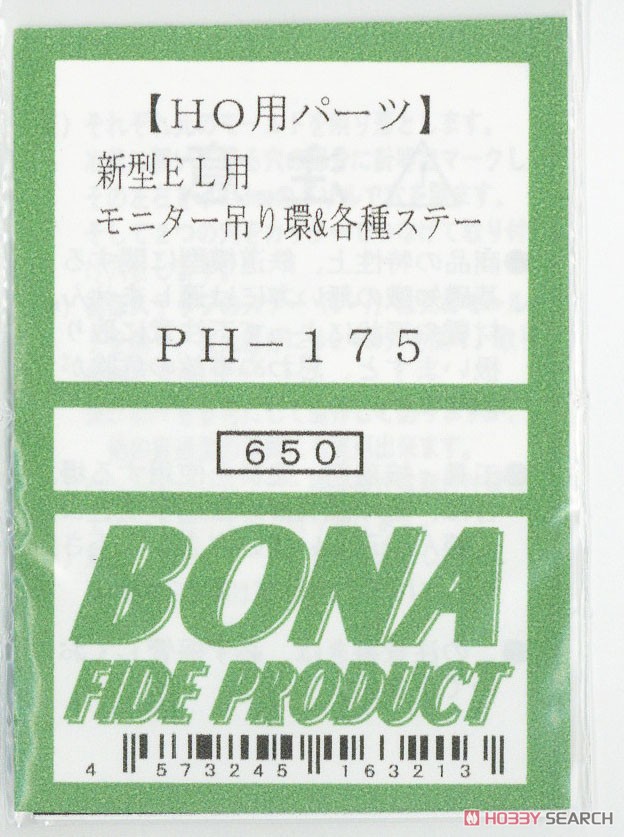 【HO用パーツ】
新型EL用
モニター吊り環&各種ステー
PH-175
650
BONA
FIDE PRODUCT
4 573245 163213
HOBBY SEARCH